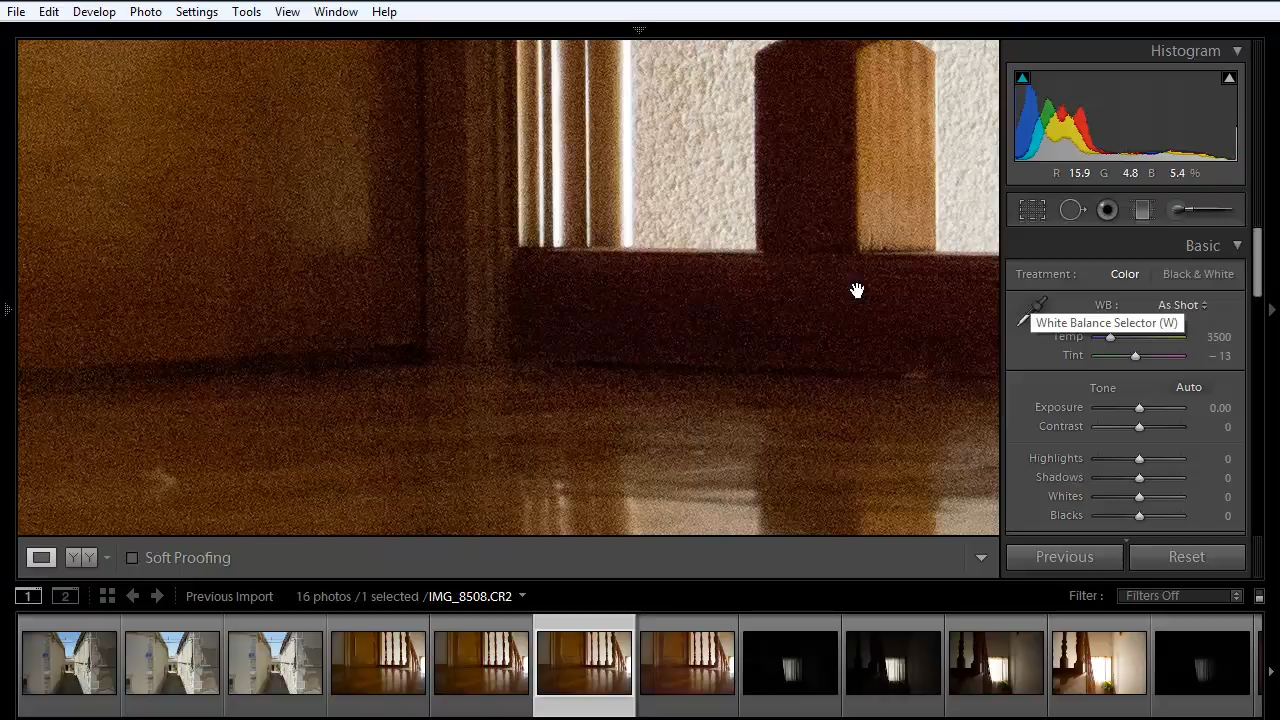 File Edit Develop Photo Settings Tools View Window Help
Histogram
R 15.9 G 4.8 B 5.4 %
Basic
Treatment : Color Black & White
WB : As Shot
White Balance Selector (W)
Temp 3500
Tint – 13
Tone Auto
Exposure 0.00
Contrast 0
Highlights 0
Shadows 0
Whites 0
Blacks 0
Y Y Soft Proofing
Previous Reset
1 2 Previous Import 16 photos /1 selected /IMG_8508.CR2 Filter : Filters Off